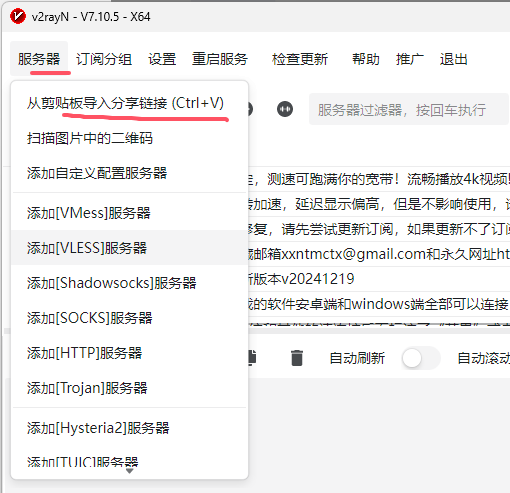 v2rayN - V7.10.5 - X64
服务器 订阅分组 设置 重启服务 检查更新 帮助 推广 退出
从剪贴板导入分享链接 (Ctrl+V)
服务器过滤器，按回车执行
扫描图片中的二维码
添加自定义配置服务器
，测速可跑满你的宽带！流畅播放4k视频！
加速，延迟显示偏高，但是不影响使用，
添加[VMess]服务器
修复，请先尝试更新订阅，如果更新不了订
添加[VLESS]服务器
邮箱xxntmctx@gmail.com和永久网址ht
新版本v20241219
添加[Shadowsocks]服务器
的软件安卓端和windows端全部可以连接
添加[SOCKS]服务器
添加[HTTP]服务器
自动刷新 自动滚动
添加[Trojan]服务器
添加[Hysteria2]服务器
添加[TUIC]服务器